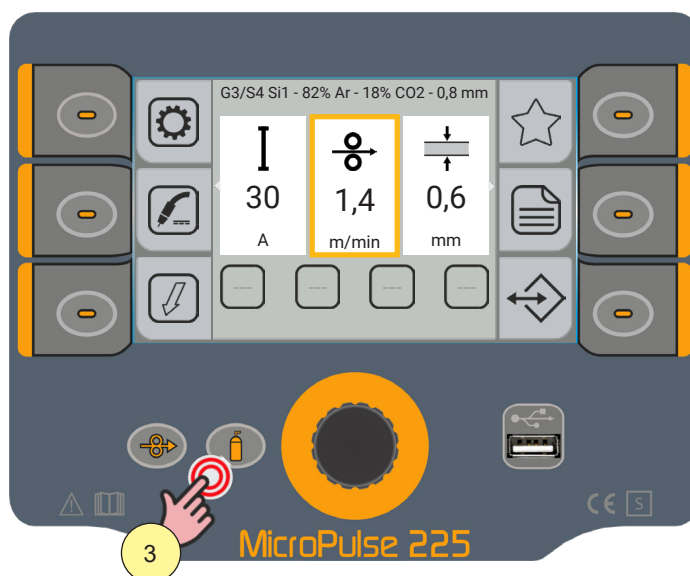 G3/S4 Si1 - 82% Ar - 18% CO2 - 0,8 mm
30 1,4 0,6
A m/min mm
--- --- --- ---
CE S
3
MicroPulse 225